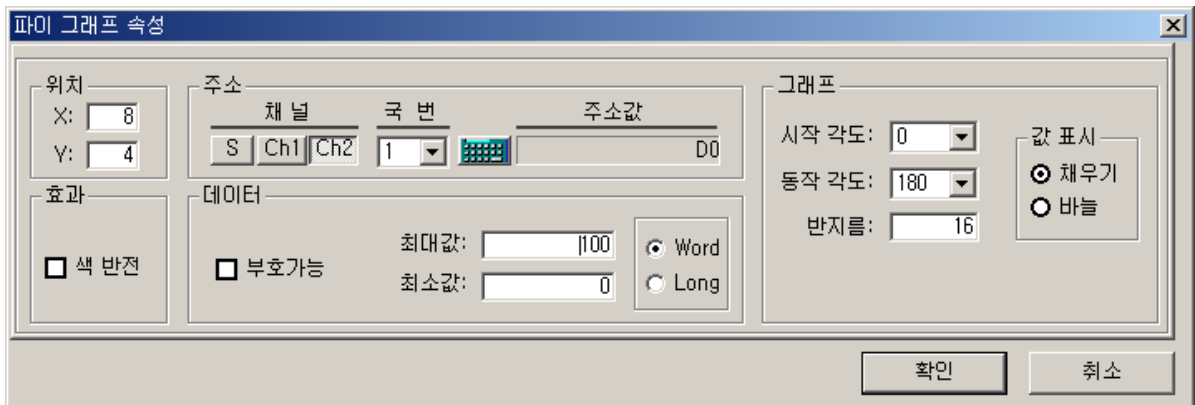 파이 그래프 속성
위치
X: 8
Y: 4
주소
채 널 국 번 주소값
S Ch1 Ch2 1 D0
그래프
시작 각도: 0
동작 각도: 180
반지름: 16
값 표시
채우기
바늘
효과
색 반전
데이터
부호가능
최대값: 100
최소값: 0
Word
Long
확인 취소